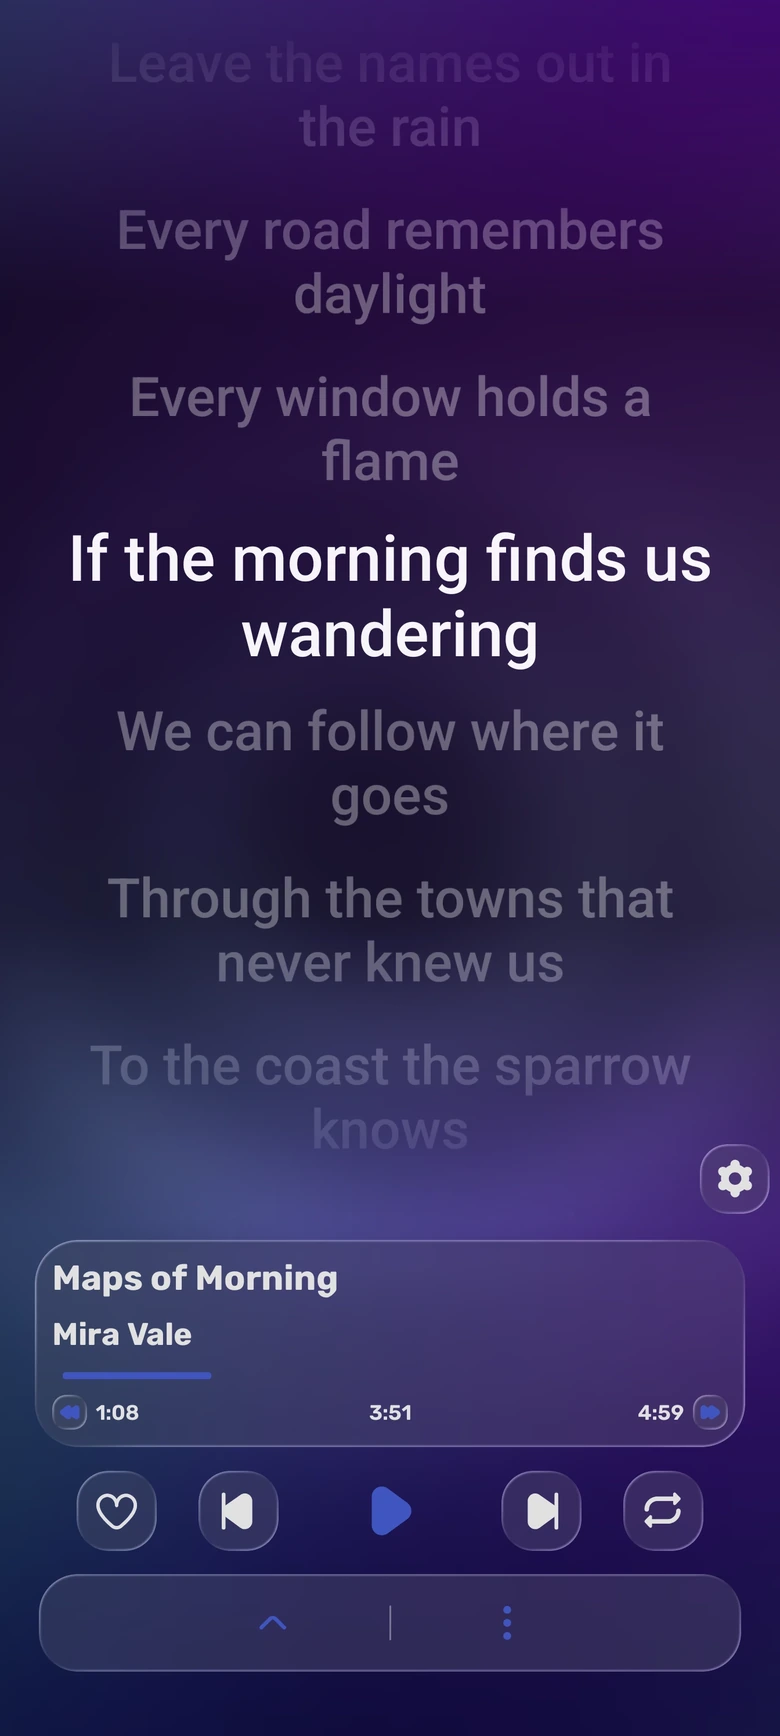 Leave the names out in
the rain
Every road remembers
daylight
Every window holds a
flame
If the morning finds us
wandering
We can follow where it
goes
Through the towns that
never knew us
To the coast the sparrow
knows
Maps of Morning
Mira Vale
1:08 3:51 4:59